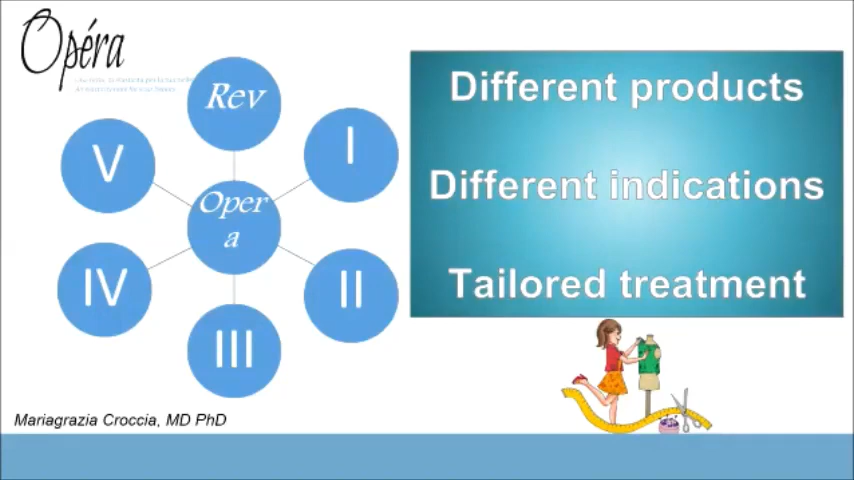 Opéra
Rev
I
V
Oper
a
IV
II
III
Different products
Different indications
Tailored treatment
Mariagrazia Croccia, MD PhD